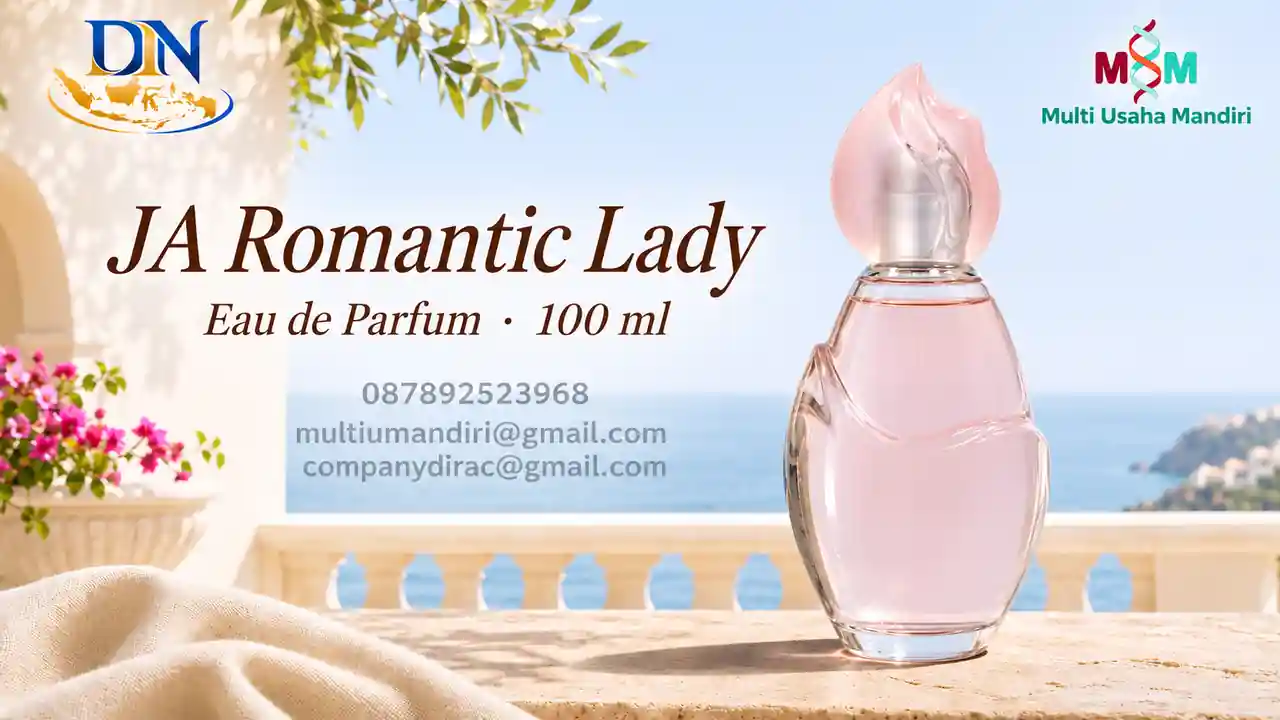 DN
MSM
Multi Usaha Mandiri
JA Romantic Lady
Eau de Parfum · 100 ml
087892523968
multiumandiri@gmail.com
companydirac@gmail.com